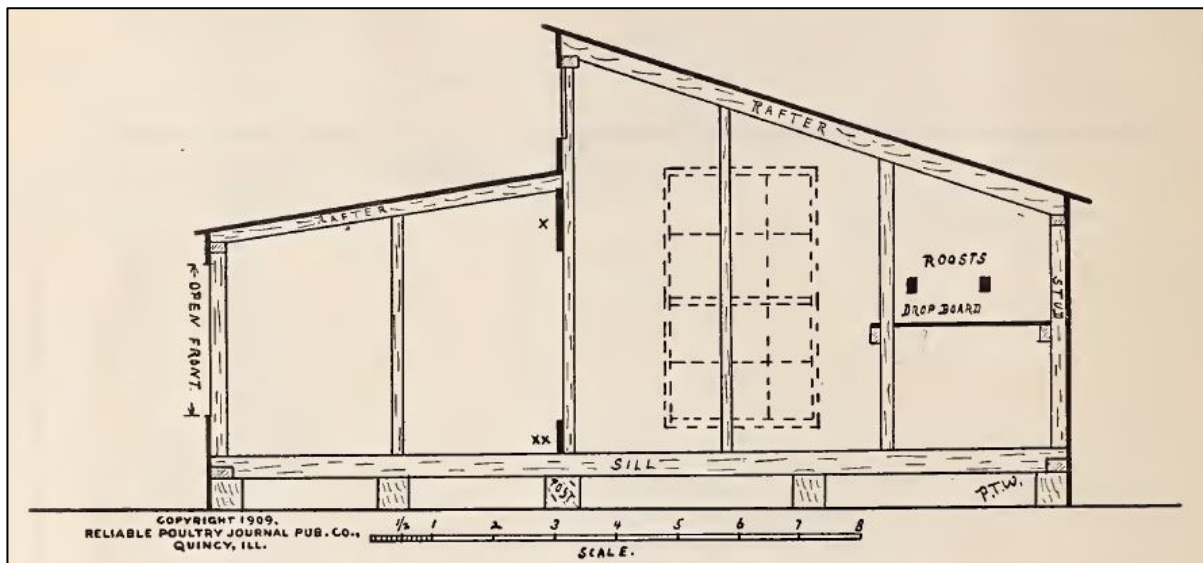 RAFTER
RAFTER
X
ROOSTS
DROP BOARD
STUD
OPEN FRONT.
XX
SILL
POST
P.T.W.
COPYRIGHT 1909.
RELIABLE POULTRY JOURNAL PUB. CO.,
QUINCY, ILL.
1/2 1 2 3 4 5 6 7 8
SCALE.